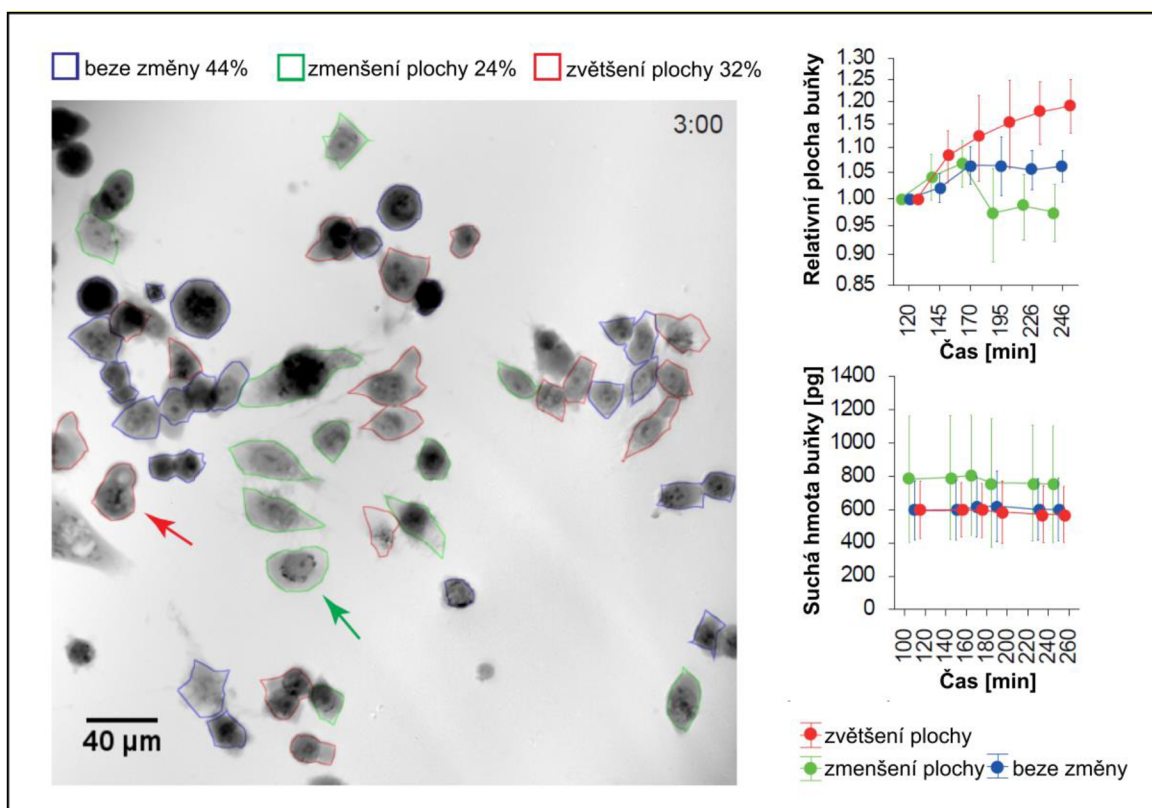 beze změny 44% zmenšení plochy 24% zvětšení plochy 32%
3:00
40 µm
Relativní plocha buňky
1.30
1.20
1.15
1.10
1.05
1.00
0.95
0.90
0.85
120 145 170 195 226 246
Čas [min]
Suchá hmota buňky [pg]
1400
1200
1000
800
600
400
200
0
100 120 140 160 180 200 220 240 260
Čas [min]
zvětšení plochy
zmenšení plochy beze změny